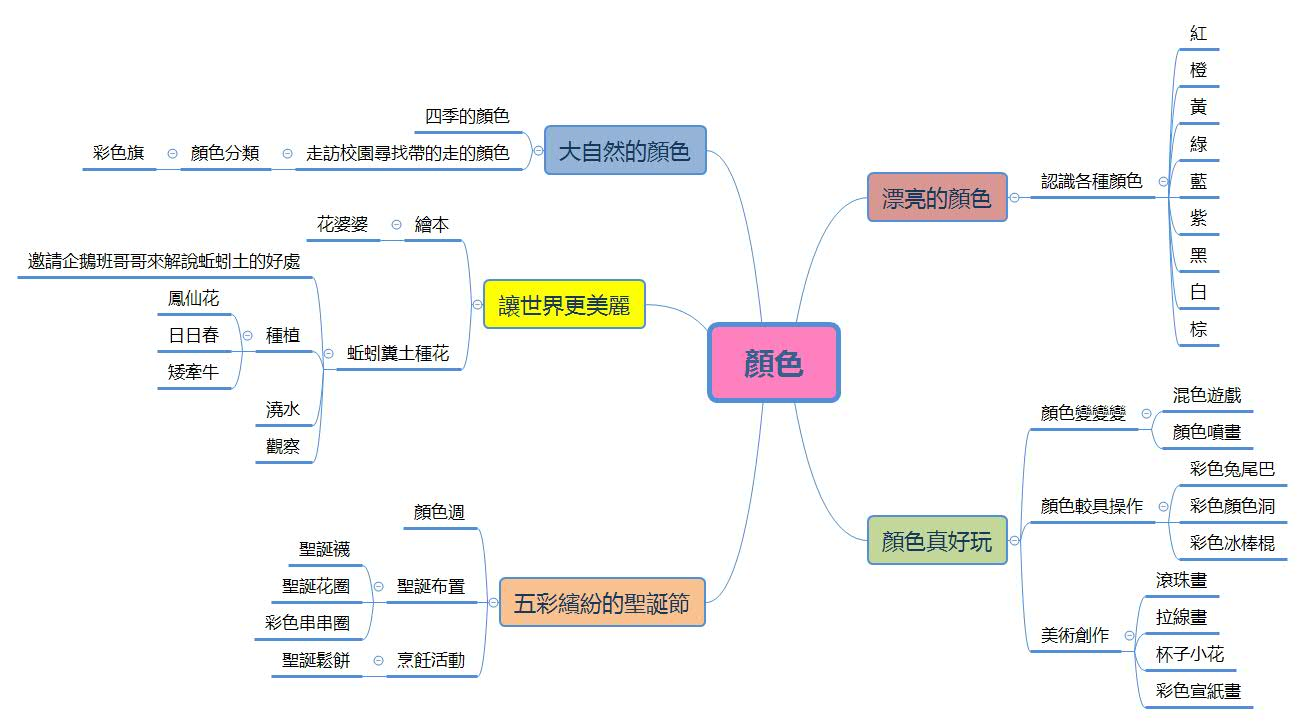 顏色
漂亮的顏色
認識各種顏色
紅
橙
黃
綠
藍
紫
黑
白
棕
顏色真好玩
顏色變變變
混色遊戲
顏色噴畫
顏色較具操作
彩色兔尾巴
彩色顏色洞
彩色冰棒棍
美術創作
滾珠畫
拉線畫
杯子小花
彩色宣紙畫
大自然的顏色
四季的顏色
走訪校園尋找帶的走的顏色
顏色分類
彩色旗
讓世界更美麗
繪本
花婆婆
蚯蚓糞土種花
邀請企鵝班哥哥來解說蚯蚓土的好處
種植
鳳仙花
日日春
矮牽牛
澆水
觀察
五彩繽紛的聖誕節
顏色週
聖誕布置
聖誕襪
聖誕花圈
彩色串串圈
烹飪活動
聖誕鬆餅